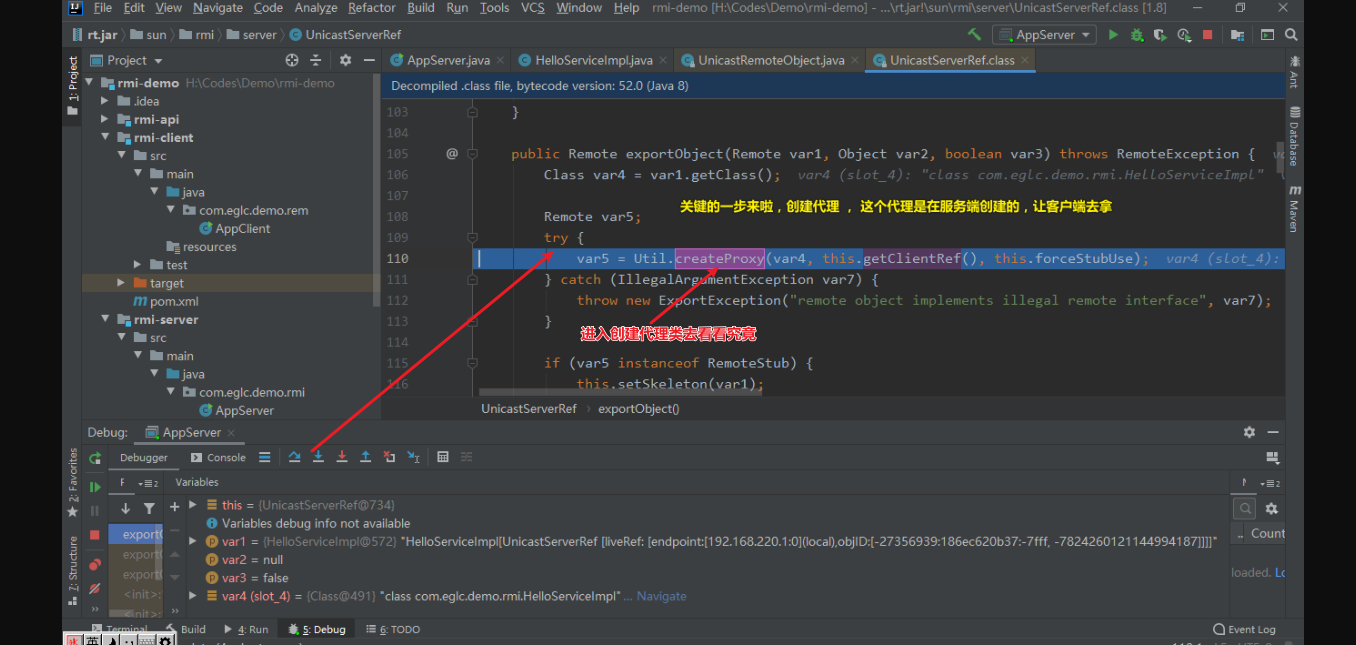 File Edit View Navigate Code Analyze Refactor Build Run Tools VCS Window Help rmi-demo [H:\Codes\Demo\rmi-demo] - ...\rt.jar!\sun\rmi\server\UnicastServerRef.class [1.8]
rt.jar sun rmi server UnicastServerRef AppServer
1: Project
Project
AppServer.java HelloServiceImpl.java UnicastRemoteObject.java UnicastServerRef.class
Ant
Database
Maven
Decompiled .class file, bytecode version: 52.0 (Java 8)
rmi-demo H:\Codes\Demo\rmi-demo
.idea
rmi-api
rmi-client
src
main
java
com.eglc.demo.rem
AppClient
resources
test
target
pom.xml
rmi-server
src
main
java
com.eglc.demo.rmi
AppServer
103 }
104
105 @ public Remote exportObject(Remote var1, Object var2, boolean var3) throws RemoteException {
106 Class var4 = var1.getClass(); var4 (slot_4): "class com.eglc.demo.rmi.HelloServiceImpl"
107
关键的一步来啦，创建代理 ， 这个代理是在服务端创建的，让客户端去拿
108 Remote var5;
109 try {
110 var5 = Util.createProxy(var4, this.getClientRef(), this.forceStubUse); var4 (slot_4):
111 } catch (IllegalArgumentException var7) {
112 throw new ExportException("remote object implements illegal remote interface", var7);
113 }
进入创建代理类去看看究竟
114
115 if (var5 instanceof RemoteStub) {
116 this.setSkeleton(var1);
UnicastServerRef › exportObject()
Debug: AppServer
Debugger Console
2: Favorites
Z: Structure
F 2 Variables
this = {UnicastServerRef@734}
Variables debug info not available
var1 = {HelloServiceImpl@572} "HelloServiceImpl[UnicastServerRef [liveRef: [endpoint:[192.168.220.1:0](local),objID:[-27356939:186ec620b37:-7fff, -7824260121144994187]]]]"
var2 = null
var3 = false
var4 (slot_4) = {Class@491} "class com.eglc.demo.rmi.HelloServiceImpl" ... Navigate
export
export
export
<init>:
<init>:
2
.. Count
loaded. Lo
Terminal Build 4: Run 5: Debug 6: TODO Event Log
英